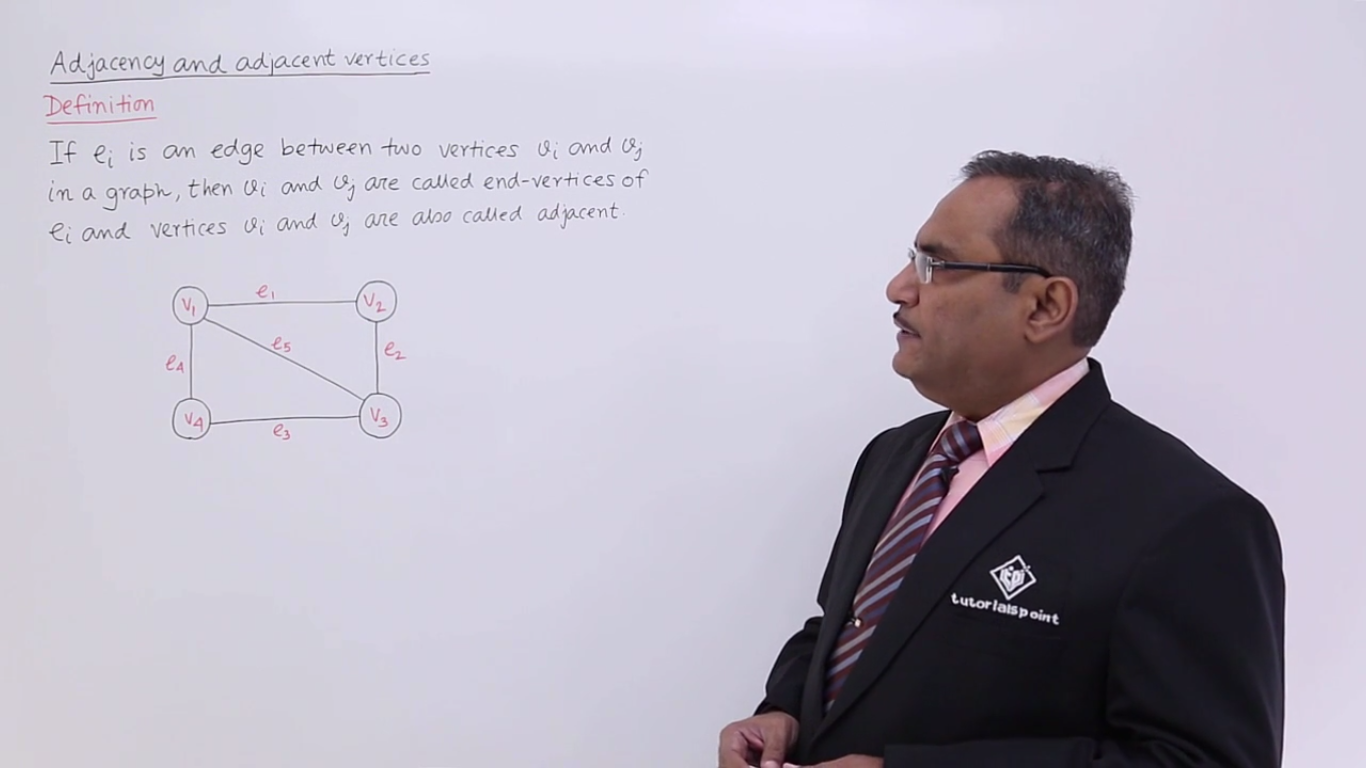 Adjacency and adjacent vertices
Definition
If ei is an edge between two vertices vi and vj
in a graph, then vi and vj are called end-vertices of
ei and vertices vi and vj are also called adjacent.
V1
e1
V2
e4
e5
e2
V4
e3
V3
tutorialspoint